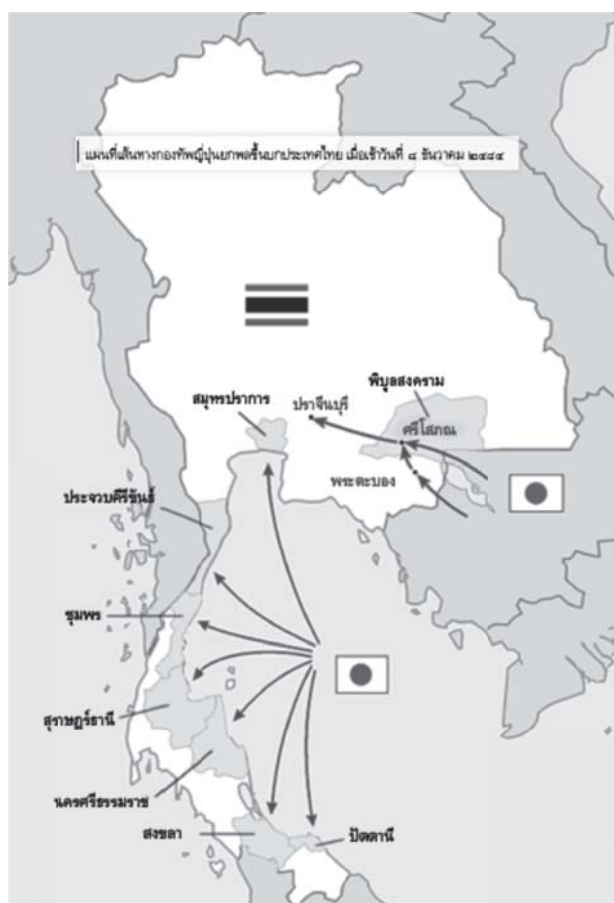 แผนที่เส้นทางกองทัพญี่ปุ่นยกพลขึ้นบกประเทศไทย เมื่อเช้าวันที่ ๘ ธันวาคม ๒๔๘๔
พิบูลสงคราม
สมุทรปราการ
ปราจีนบุรี
ศรีโสภณ
พระตะบอง
ประจวบคีรีขันธ์
ชุมพร
สุราษฎร์ธานี
นครศรีธรรมราช
สงขลา
ปัตตานี